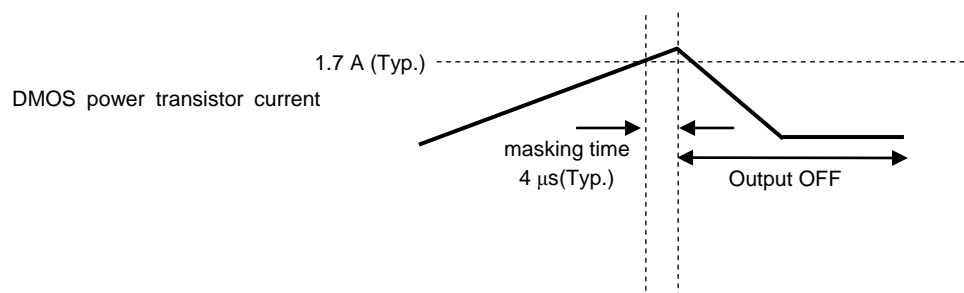 1.7 A (Typ.)
DMOS power transistor current
masking time
4 μs(Typ.)
Output OFF